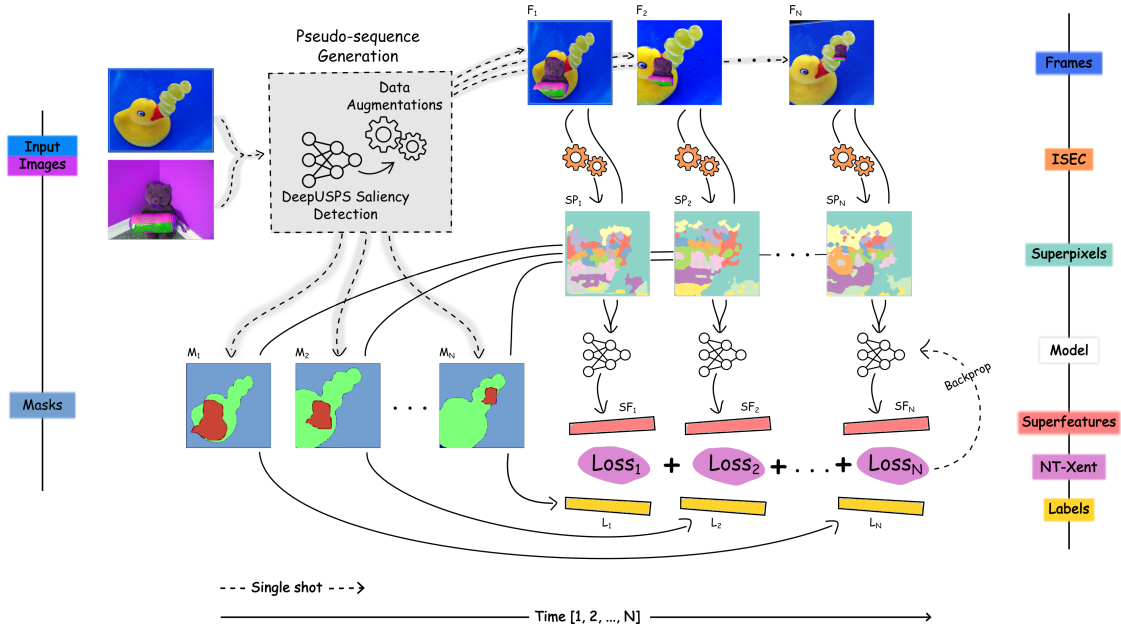 Pseudo-sequence
Generation
Data
Augmentations
DeepUSPS Saliency
Detection
Input
Images
Masks
F1
F2
FN
SP1
SP2
SPN
M1
M2
MN
SF1
SF2
SFN
Loss1 + Loss2 + . . . . + LossN
L1
L2
LN
Backprop
Frames
ISEC
Superpixels
Model
Superfeatures
NT-Xent
Labels
Single shot
Time [1, 2, ..., N]